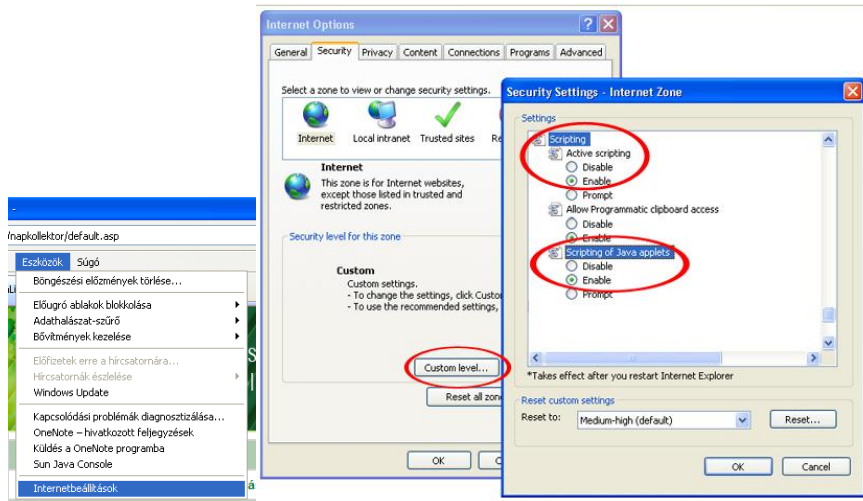 -
/napkollektor/default.asp
Eszközök Súgó
Böngészési előzmények törlése...
Előugró ablakok blokkolása
Adathalászat-szűrő
Bővítmények kezelése
Előfizetek erre a hírcsatornára...
Hírcsatornák észlelése
Windows Update
Kapcsolódási problémák diagnosztizálása...
OneNote – hivatkozott feljegyzések
Küldés a OneNote programba
Sun Java Console
Internetbeállítások
Internet Options
General Security Privacy Content Connections Programs Advanced
Select a zone to view or change security settings.
Internet Local intranet Trusted sites Re
Internet
This zone is for Internet websites,
except those listed in trusted and
restricted zones.
Security level for this zone
Custom
Custom settings.
- To change the settings, click Custo
- To use the recommended settings,
Custom level...
Reset all zon
OK C
Security Settings - Internet Zone
Settings
Scripting
Active scripting
Disable
Enable
Prompt
Allow Programmatic clipboard access
Disable
Enable
Scripting of Java applets
Disable
Enable
Prompt
*Takes effect after you restart Internet Explorer
Reset custom settings
Reset to: Medium-high (default) Reset...
OK Cancel